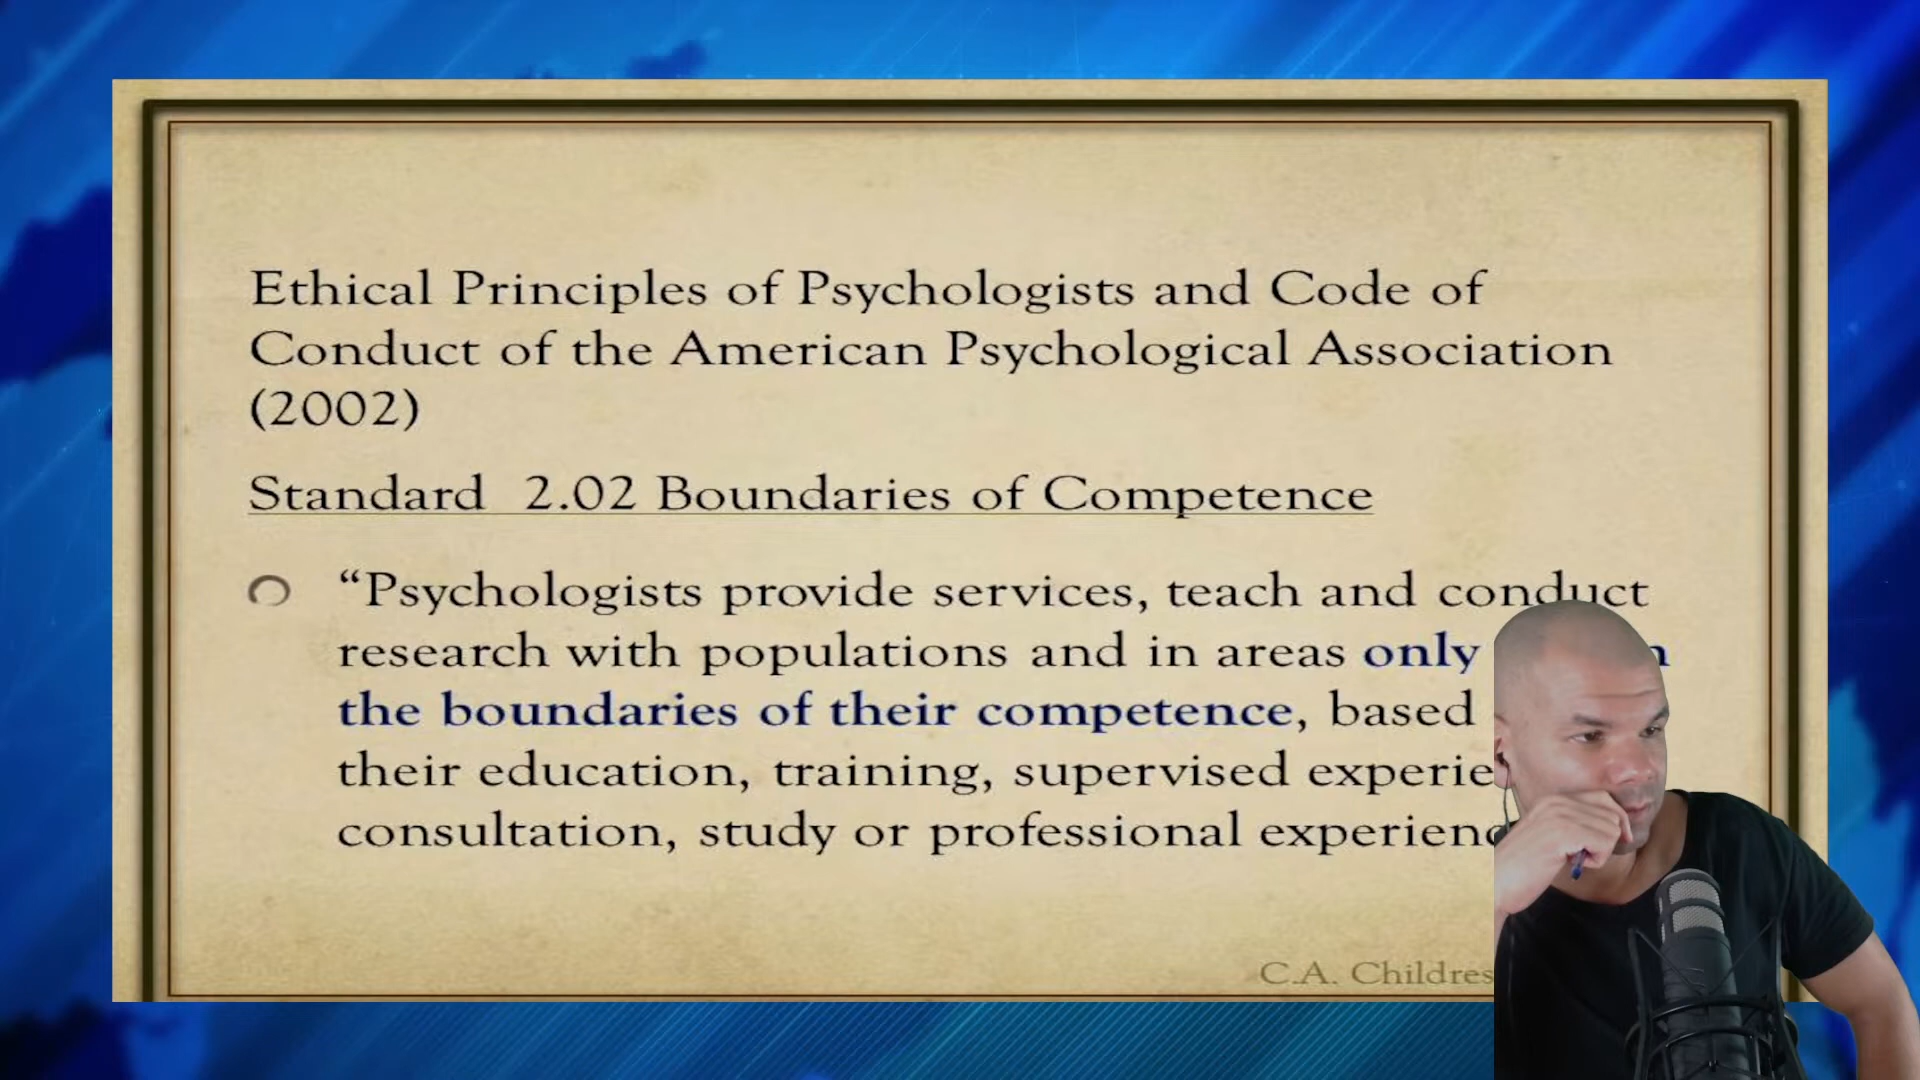 Ethical Principles of Psychologists and Code of
Conduct of the American Psychological Association
(2002)
Standard 2.02 Boundaries of Competence
“Psychologists provide services, teach and conduct
research with populations and in areas only
the boundaries of their competence, based
their education, training, supervised
consultation, study or professional
C.A.